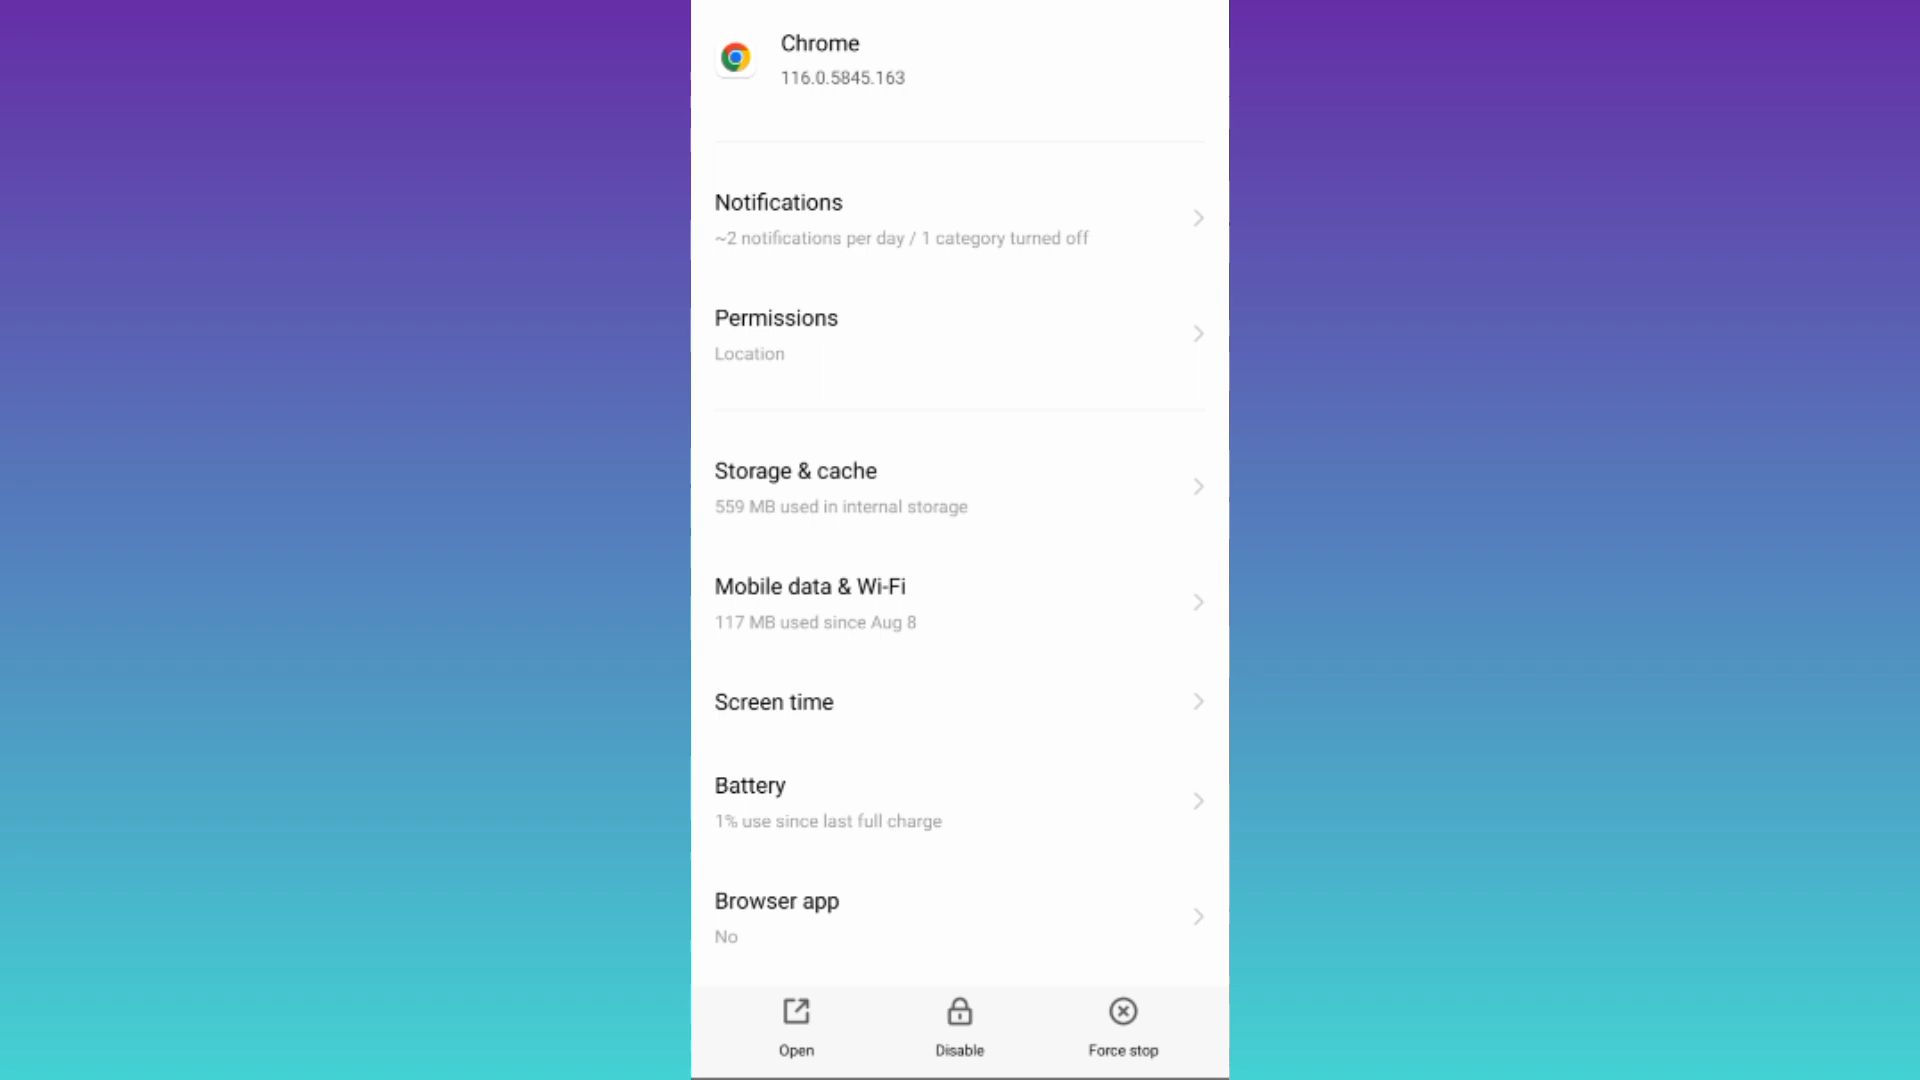 Chrome
116.0.5845.163
Notifications
~2 notifications per day / 1 category turned off
Permissions
Location
Storage & cache
559 MB used in internal storage
Mobile data & Wi-Fi
117 MB used since Aug 8
Screen time
Battery
1% use since last full charge
Browser app
No
Open
Disable
Force stop